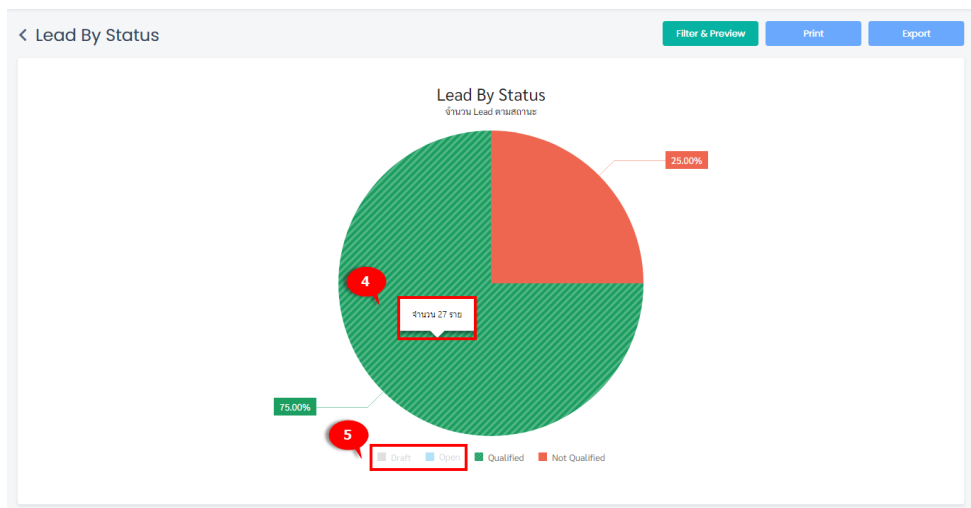 Lead By Status
Filter & Preview
Print
Export
Lead By Status
จำนวน Lead ตามสถานะ
25.00%
4
จำนวน 27 ราย
75.00%
5
Draft Open Qualified Not Qualified